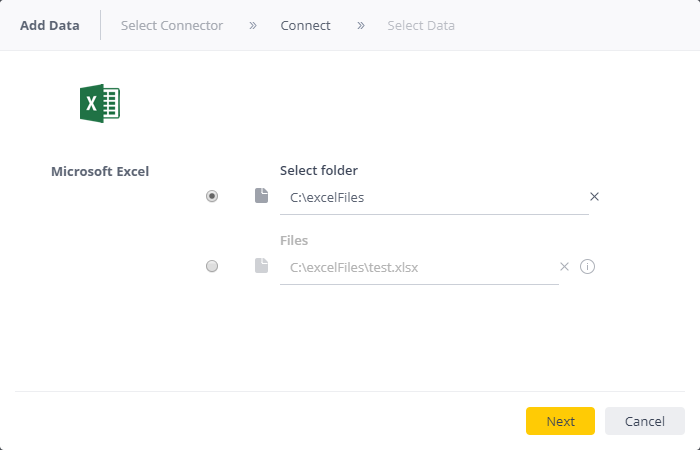 Add Data Select Connector » Connect » Select Data
X
Microsoft Excel
Select folder
C:\excelFiles
Files
C:\excelFiles\test.xlsx
Next Cancel